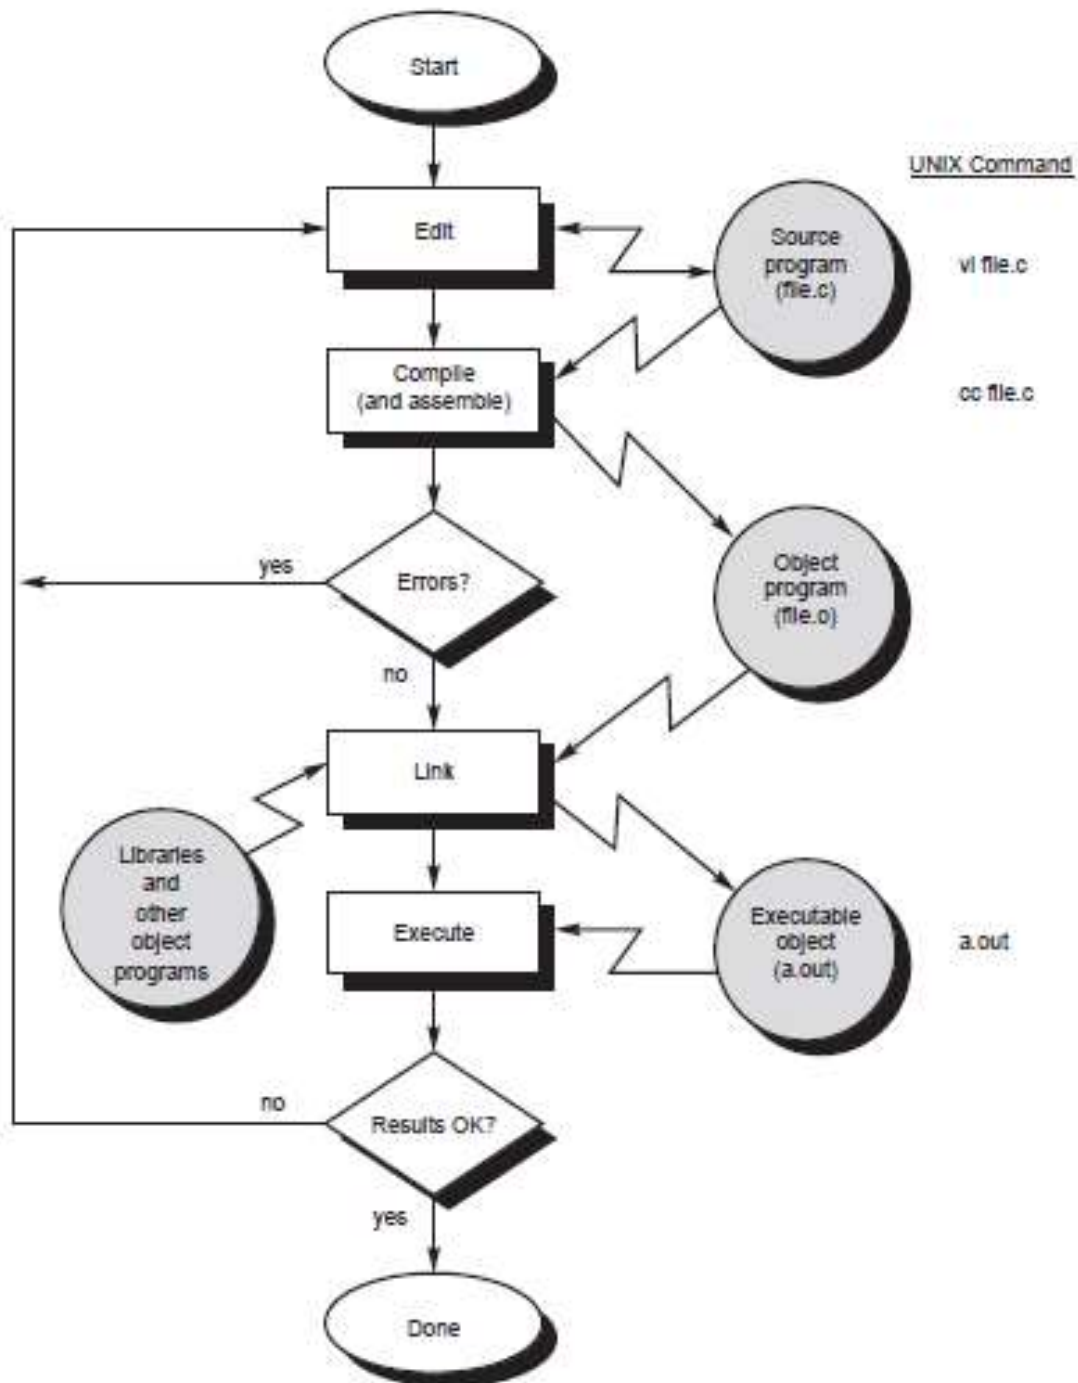 Start
UNIX Command
Edit
Source
program
(file.c)
vi file.c
Compile
(and assemble)
cc file.c
yes
Errors?
Object
program
(file.o)
no
Link
Libraries
and
other
object
programs
Execute
Executable
object
(a.out)
a.out
no
Results OK?
yes
Done